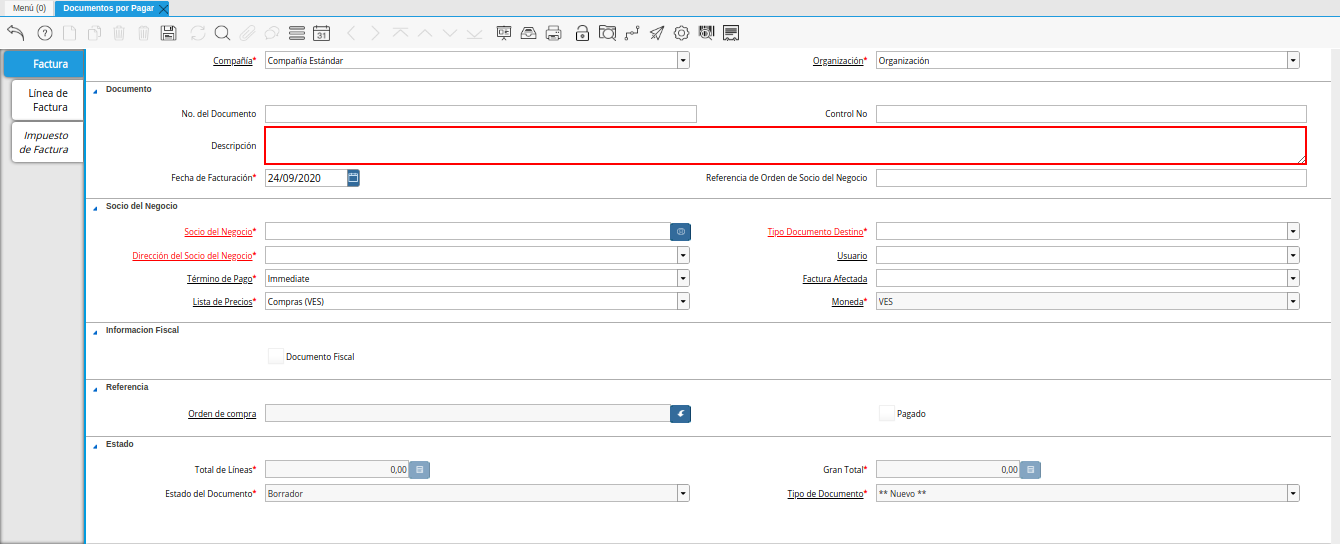 Menú (0) Documentos por Pagar
31
Factura
Línea de
Factura
Impuesto
de Factura
Compañía* Compañía Estándar Organización* Organización
Documento
No. del Documento Control No
Descripción
Fecha de Facturación* 24/09/2020 Referencia de Orden de Socio del Negocio
Socio del Negocio
Socio del Negocio* Tipo Documento Destino*
Dirección del Socio del Negocio* Usuario
Término de Pago* Immediate Factura Afectada
Lista de Precios* Compras (VES) Moneda* VES
Informacion Fiscal
Documento Fiscal
Referencia
Orden de compra Pagado
Estado
Total de Líneas* 0,00 Gran Total* 0,00
Estado del Documento* Borrador Tipo de Documento* ** Nuevo **